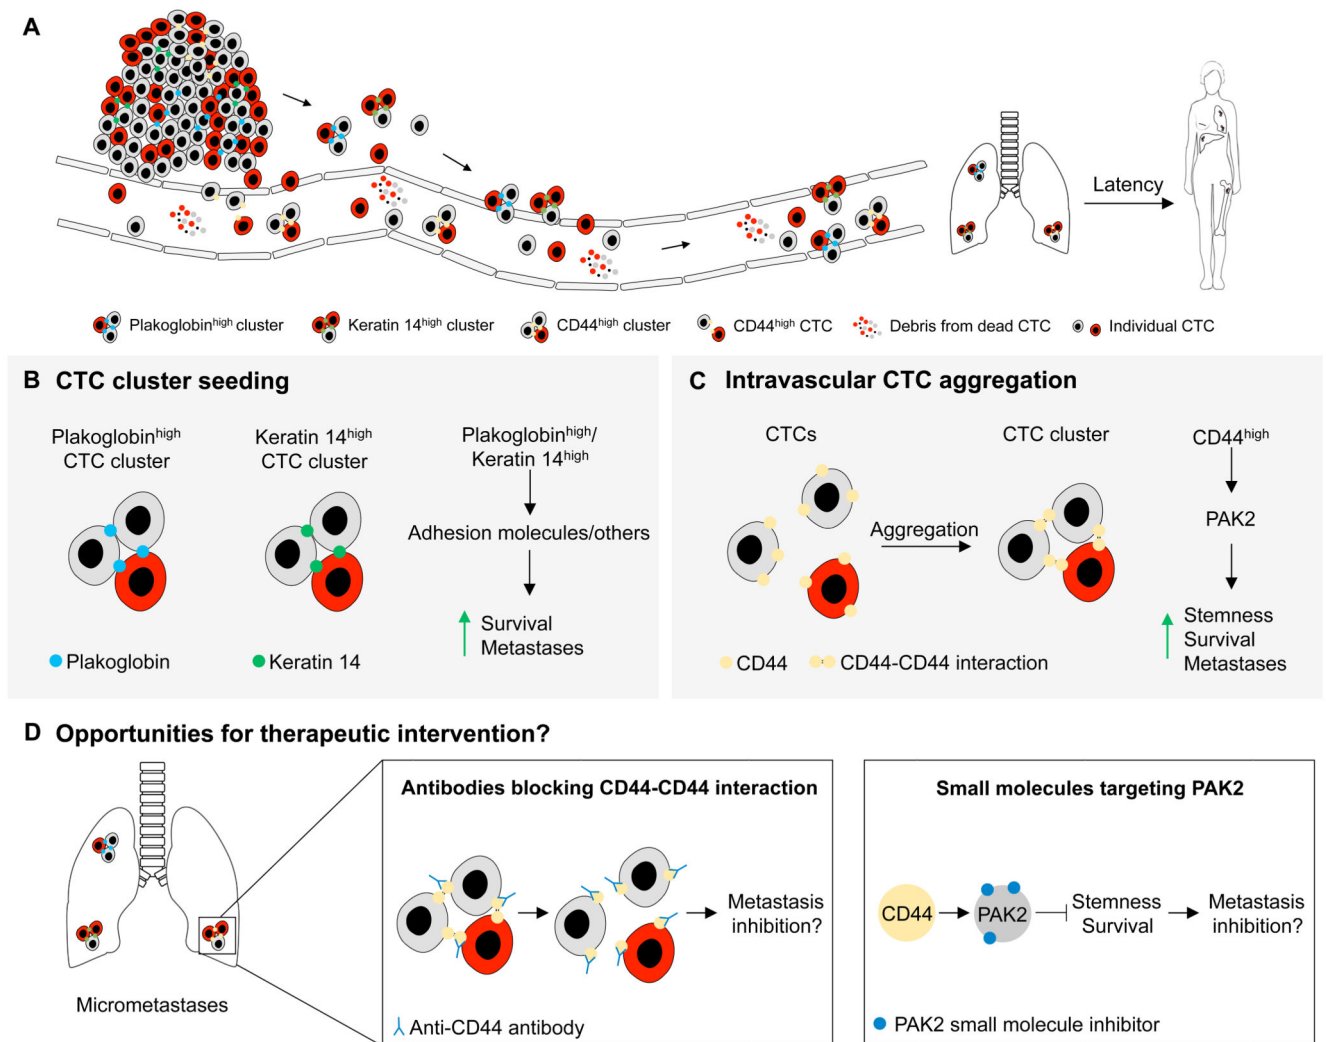 A
Latency
Plakoglobinhigh cluster
Keratin 14high cluster
CD44high cluster
CD44high CTC
Debris from dead CTC
Individual CTC
B CTC cluster seeding
Plakoglobinhigh
CTC cluster
Keratin 14high
CTC cluster
Plakoglobinhigh/
Keratin 14high
Adhesion molecules/others
Survival
Metastases
Plakoglobin
Keratin 14
C Intravascular CTC aggregation
CTCs
Aggregation
CTC cluster
CD44high
PAK2
Stemness
Survival
Metastases
CD44
CD44-CD44 interaction
D Opportunities for therapeutic intervention?
Micrometastases
Antibodies blocking CD44-CD44 interaction
Metastasis
inhibition?
Anti-CD44 antibody
Small molecules targeting PAK2
CD44
PAK2
Stemness
Survival
Metastasis
inhibition?
PAK2 small molecule inhibitor